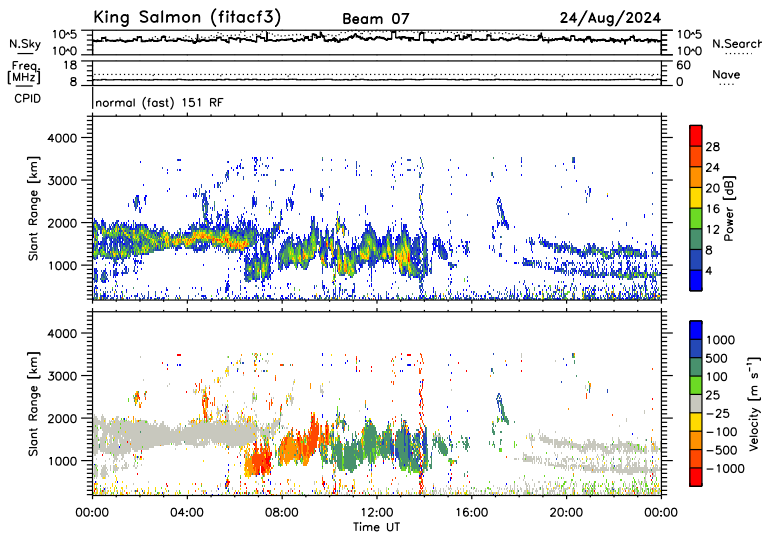 King Salmon (fitacf3) Beam 07 24/Aug/2024
N.Sky 10+5 10+0 10+5 10+0 N.Search
Freq. [MHz] 18 8 60 0 Nave
CPID normal (fast) 151 RF
Slant Range [km] 4000 3000 2000 1000
Power [dB] 28 24 20 16 12 8 4
Slant Range [km] 4000 3000 2000 1000
Velocity [m s⁻¹] 1000 500 100 25 −25 −100 −500 −1000
00:00 04:00 08:00 12:00 16:00 20:00 00:00
Time UT